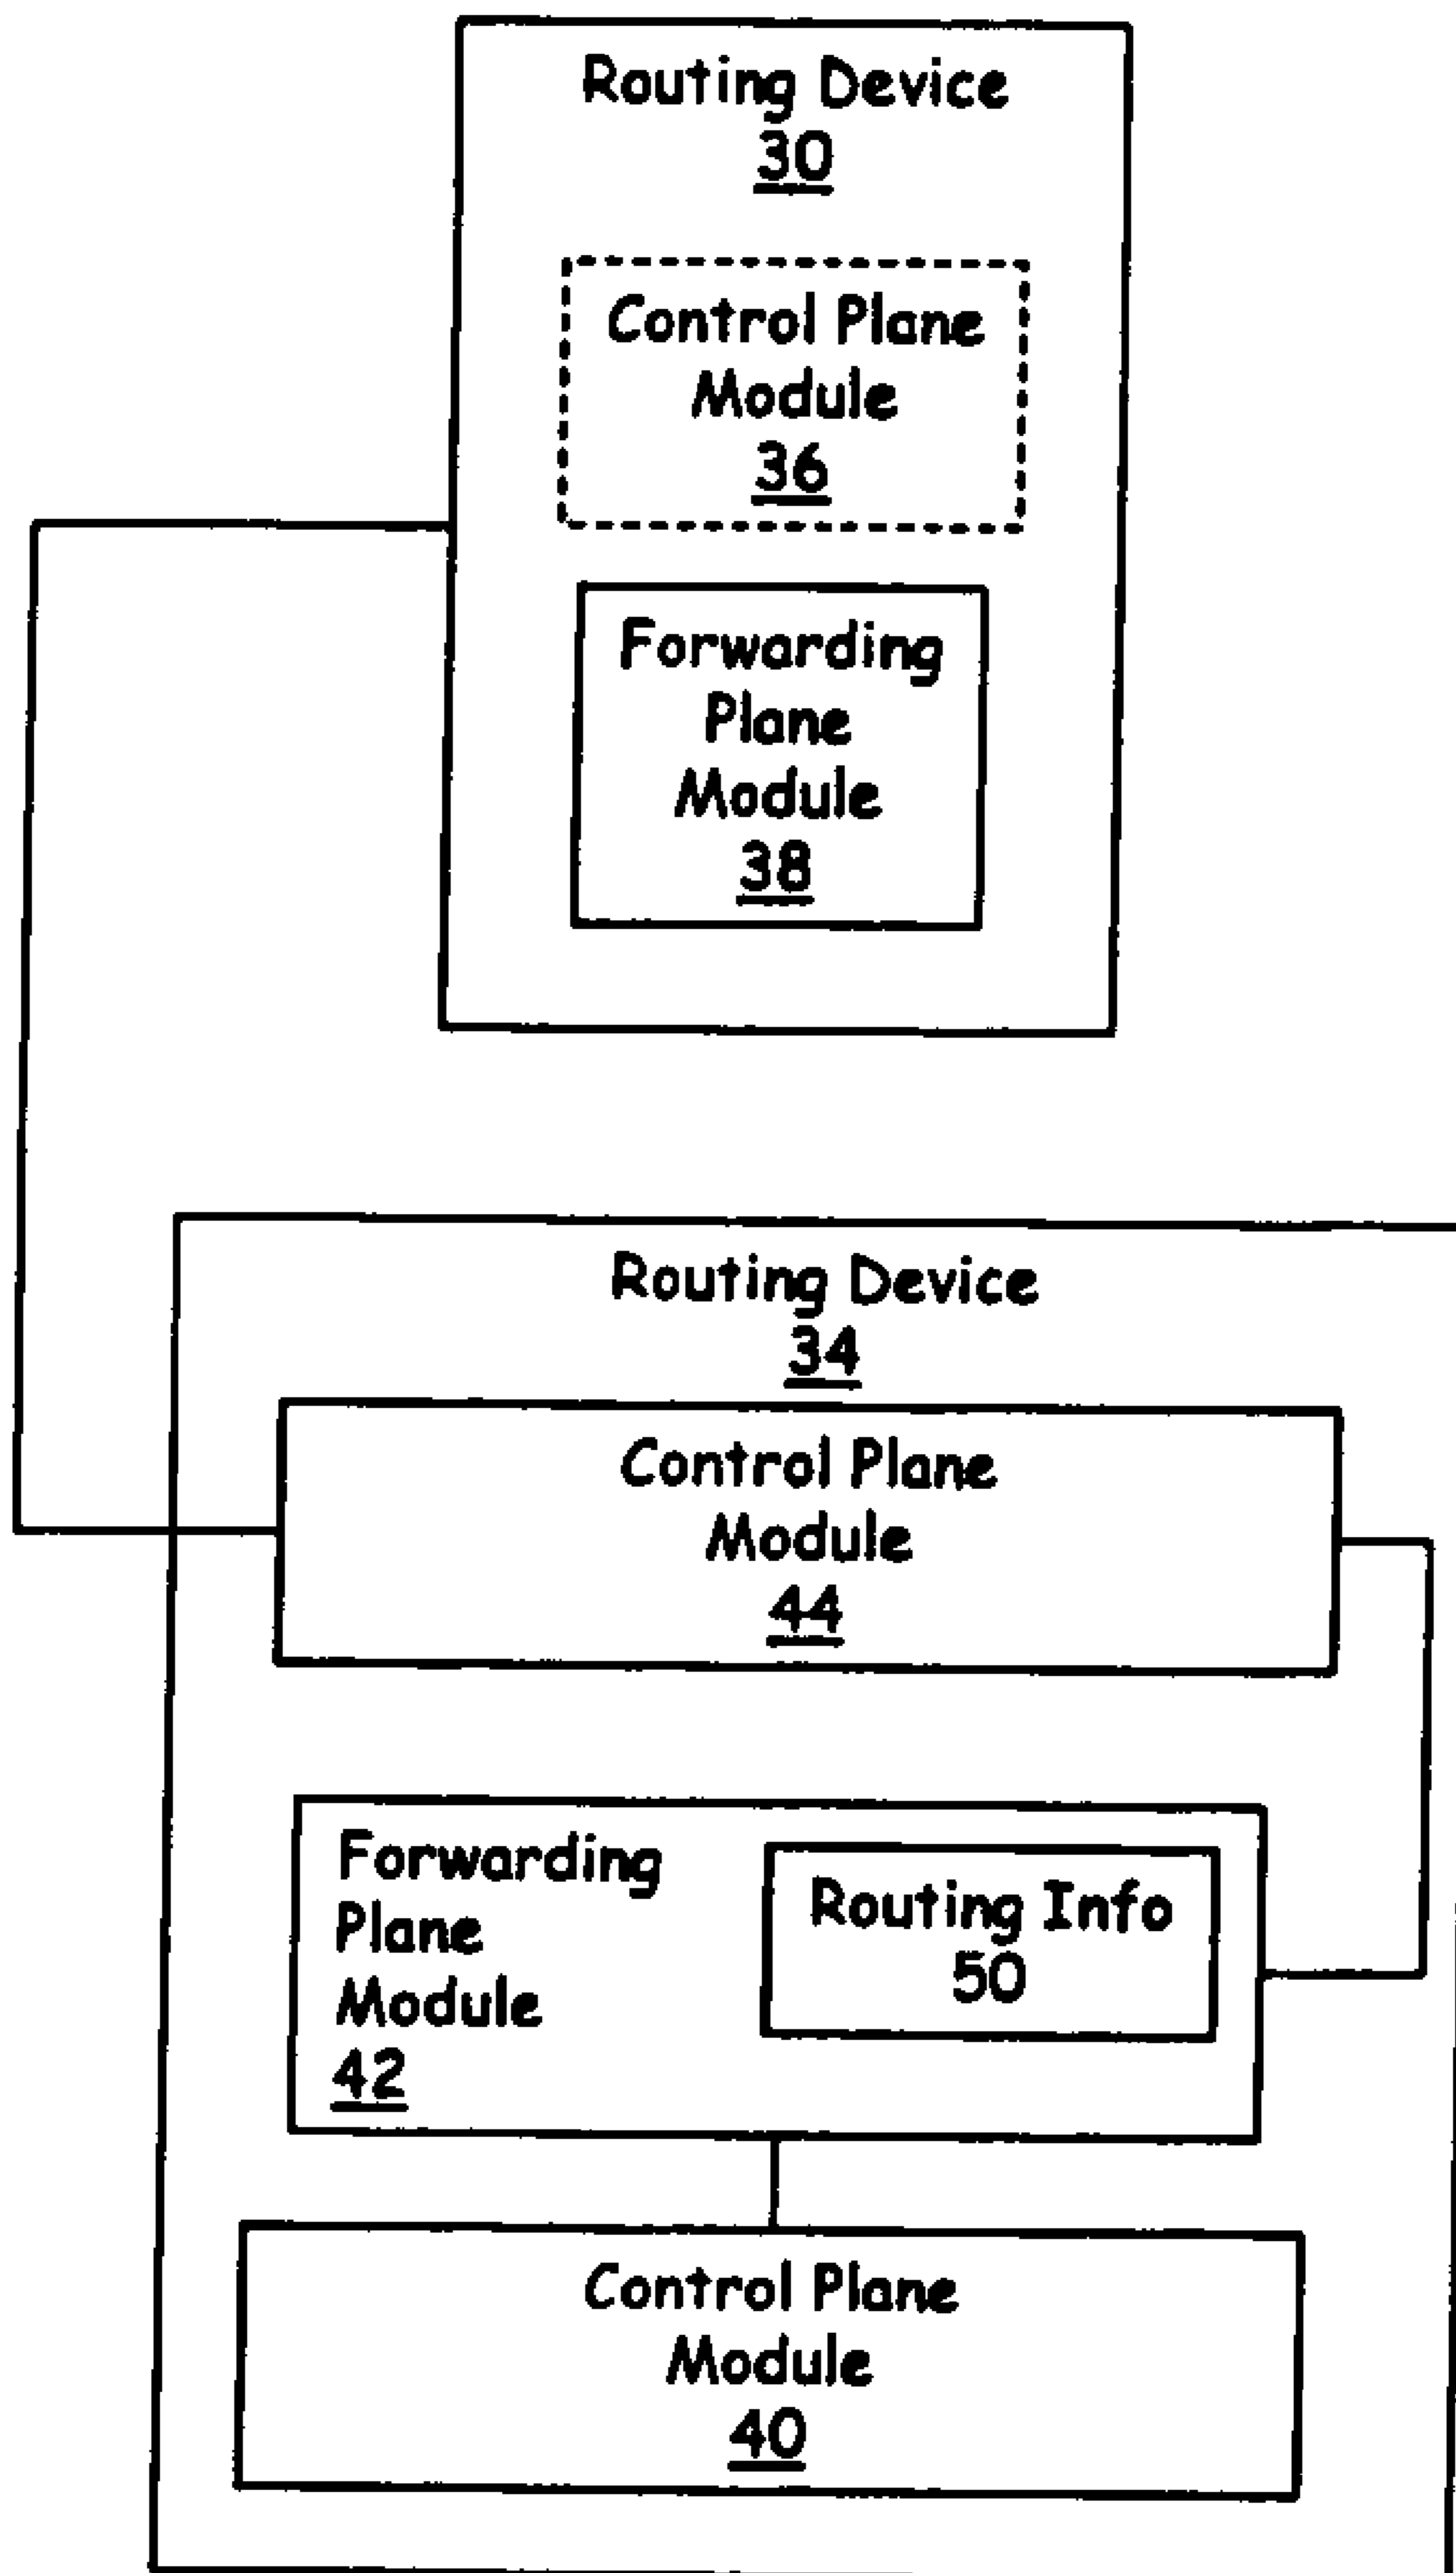 Routing Device
30
Control Plane
Module
36
Forwarding
Plane
Module
38
Routing Device
34
Control Plane
Module
44
Forwarding
Plane
Module
42
Routing Info
50
Control Plane
Module
40